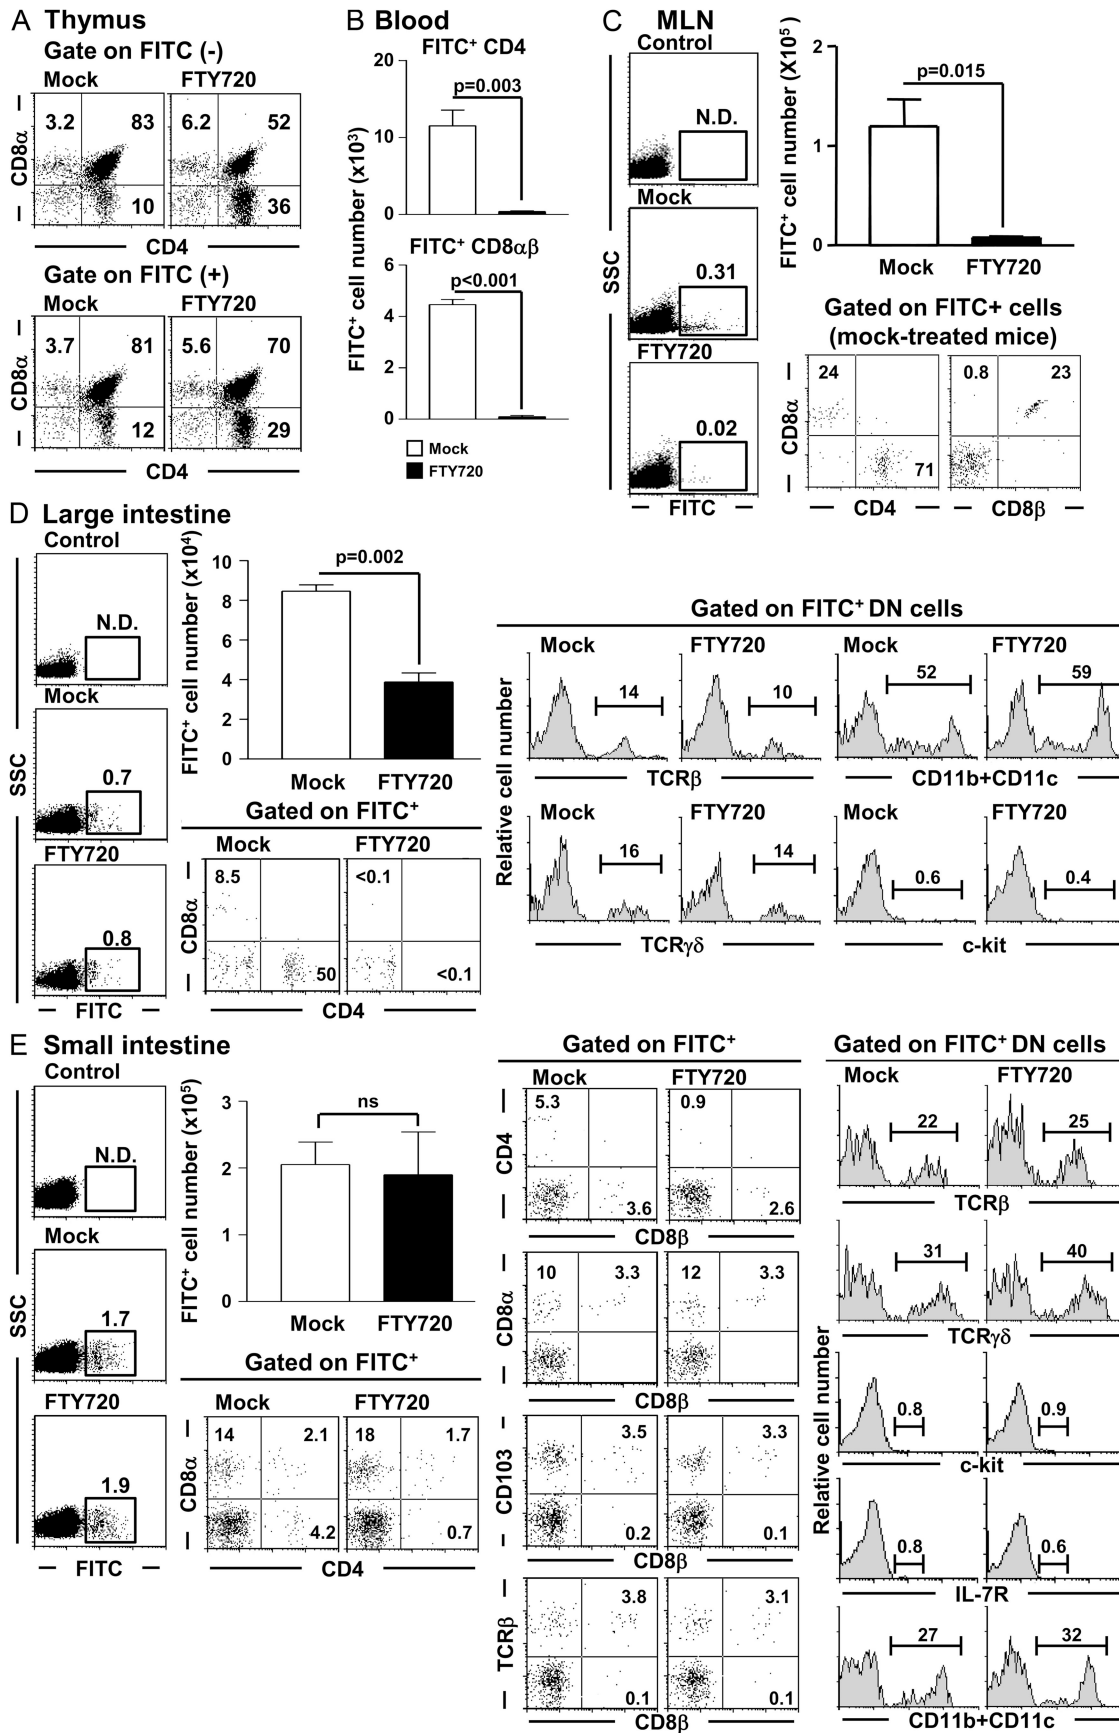 A Thymus
Gate on FITC (-)
Mock FTY720
3.2 83 6.2 52
CD8α
10 36
CD4
Gate on FITC (+)
Mock FTY720
3.7 81 5.6 70
CD8α
12 29
CD4
B Blood
FITC⁺ CD4
20
p=0.003
10
0
FITC⁺ cell number (x10³)
FITC⁺ CD8αβ
6
p<0.001
4
2
0
Mock
FTY720
C MLN
Control
N.D.
Mock
0.31
FTY720
0.02
SSC
FITC
FITC⁺ cell number (X10⁵)
2
p=0.015
1
0
Mock FTY720
Gated on FITC+ cells
(mock-treated mice)
24 0.8 23
CD8α
71
CD4 CD8β
D Large intestine
Control
N.D.
Mock
0.7
FTY720
0.8
SSC
FITC
FITC⁺ cell number (x10⁴)
10
p=0.002
8
6
4
2
0
Mock FTY720
Gated on FITC⁺
Mock FTY720
8.5 <0.1
CD8α
50 <0.1
CD4
Gated on FITC⁺ DN cells
Mock FTY720 Mock FTY720
14 10 52 59
TCRβ CD11b+CD11c
Relative cell number
Mock FTY720 Mock FTY720
16 14 0.6 0.4
TCRγδ c-kit
E Small intestine
Control
N.D.
Mock
1.7
FTY720
1.9
SSC
FITC
FITC⁺ cell number (x10⁵)
3
ns
2
1
0
Mock FTY720
Gated on FITC⁺
Mock FTY720
14 2.1 18 1.7
CD8α
4.2 0.7
CD4
Gated on FITC⁺
Mock FTY720
5.3 0.9
CD4
3.6 2.6
CD8β
10 3.3 12 3.3
CD8α
CD8β
3.5 3.3
CD103
0.2 0.1
CD8β
3.8 3.1
TCRβ
0.1 0.1
CD8β
Gated on FITC⁺ DN cells
Mock FTY720
22 25
TCRβ
31 40
TCRγδ
Relative cell number
0.8 0.9
c-kit
0.8 0.6
IL-7R
27 32
CD11b+CD11c